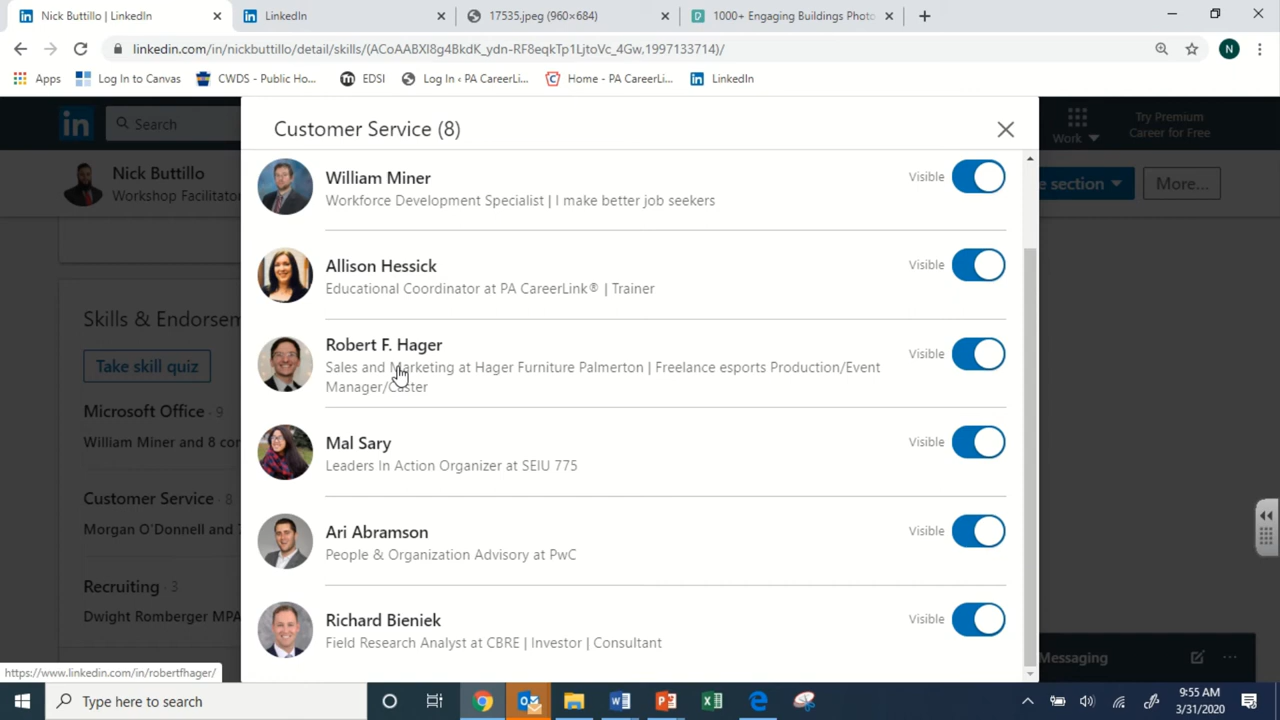 Nick Buttillo | LinkedIn
LinkedIn
17535.jpeg (960×684)
1000+ Engaging Buildings Photo
linkedin.com/in/nickbuttillo/detail/skills/(ACoAABXl8g4BkdK_ydn-RF8eqkTp1LjtoVc_4Gw,1997133714)/
N
Apps
Log In to Canvas
CWDS - Public Ho...
EDSI
Log In ‹ PA CareerLi...
Home - PA CareerLi...
LinkedIn
in
Search
Work
Try Premium
Career for Free
Nick Buttillo
Workshop Facilitator
e section
More...
Customer Service (8)
William Miner
Workforce Development Specialist | I make better job seekers
Visible
Allison Hessick
Educational Coordinator at PA CareerLink® | Trainer
Visible
Robert F. Hager
Sales and Marketing at Hager Furniture Palmerton | Freelance esports Production/Event
Manager/Caster
Visible
Mal Sary
Leaders In Action Organizer at SEIU 775
Visible
Ari Abramson
People & Organization Advisory at PwC
Visible
Richard Bieniek
Field Research Analyst at CBRE | Investor | Consultant
Visible
Skills & Endorsem
Take skill quiz
Microsoft Office · 9
William Miner and 8 con
Customer Service · 8
Morgan O'Donnell and 7
Recruiting · 3
Dwight Romberger MPA
Messaging
https://www.linkedin.com/in/robertfhager/
Type here to search
9:55 AM
3/31/2020